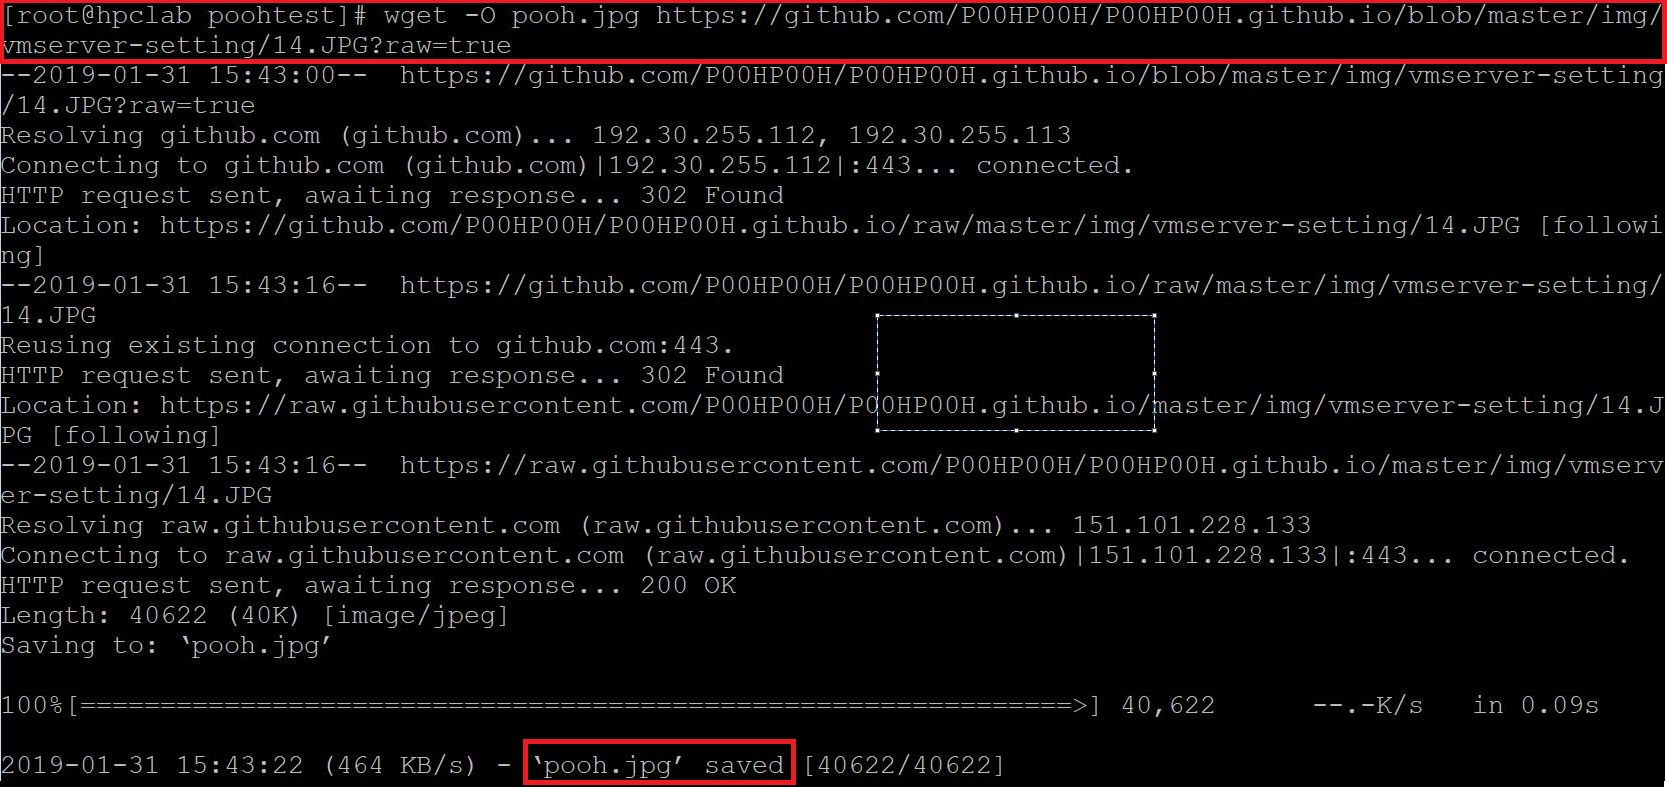 [root@hpclab poohtest]# wget -O pooh.jpg https://github.com/P00HP00H/P00HP00H.github.io/blob/master/img/
vmserver-setting/14.JPG?raw=true
--2019-01-31 15:43:00--  https://github.com/P00HP00H/P00HP00H.github.io/blob/master/img/vmserver-setting
/14.JPG?raw=true
Resolving github.com (github.com)... 192.30.255.112, 192.30.255.113
Connecting to github.com (github.com)|192.30.255.112|:443... connected.
HTTP request sent, awaiting response... 302 Found
Location: https://github.com/P00HP00H/P00HP00H.github.io/raw/master/img/vmserver-setting/14.JPG [followi
ng]
--2019-01-31 15:43:16--  https://github.com/P00HP00H/P00HP00H.github.io/raw/master/img/vmserver-setting/
14.JPG
Reusing existing connection to github.com:443.
HTTP request sent, awaiting response... 302 Found
Location: https://raw.githubusercontent.com/P00HP00H/P00HP00H.github.io/master/img/vmserver-setting/14.J
PG [following]
--2019-01-31 15:43:16--  https://raw.githubusercontent.com/P00HP00H/P00HP00H.github.io/master/img/vmserv
er-setting/14.JPG
Resolving raw.githubusercontent.com (raw.githubusercontent.com)... 151.101.228.133
Connecting to raw.githubusercontent.com (raw.githubusercontent.com)|151.101.228.133|:443... connected.
HTTP request sent, awaiting response... 200 OK
Length: 40622 (40K) [image/jpeg]
Saving to: ‘pooh.jpg’
100%[==============================================================>] 40,622      --.-K/s   in 0.09s
2019-01-31 15:43:22 (464 KB/s) - ‘pooh.jpg’ saved [40622/40622]